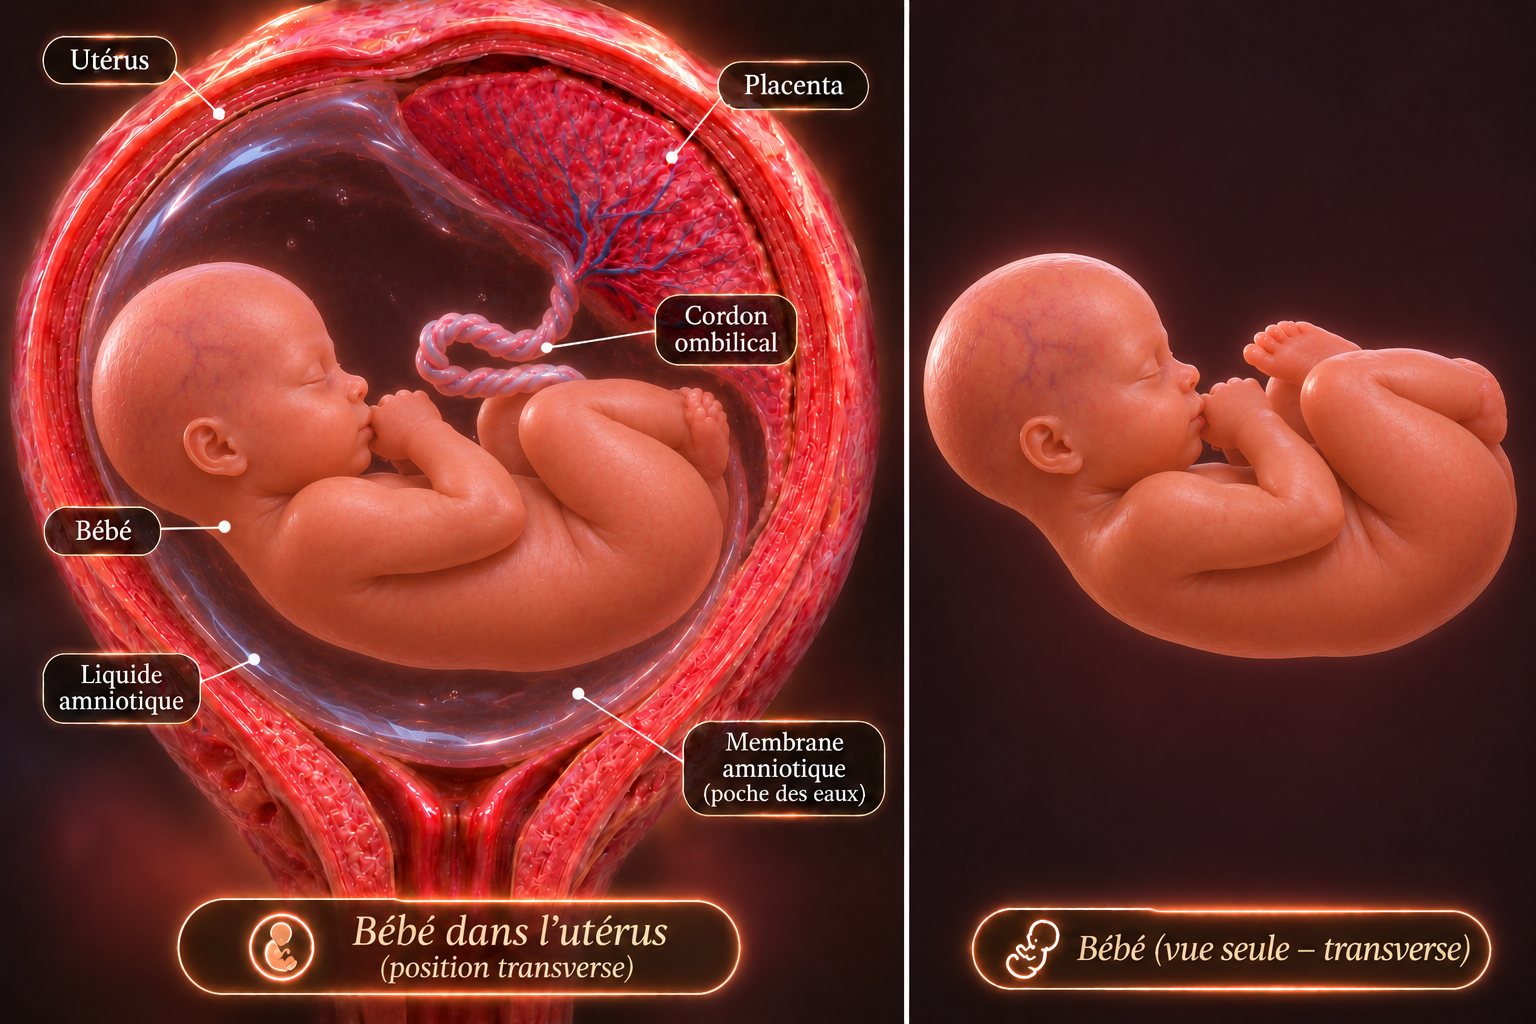 Utérus
Placenta
Cordon
ombilical
Bébé
Liquide
amniotique
Membrane
amniotique
(poche des eaux)
Bébé dans l’utérus
(position transverse)
Bébé (vue seule – transverse)